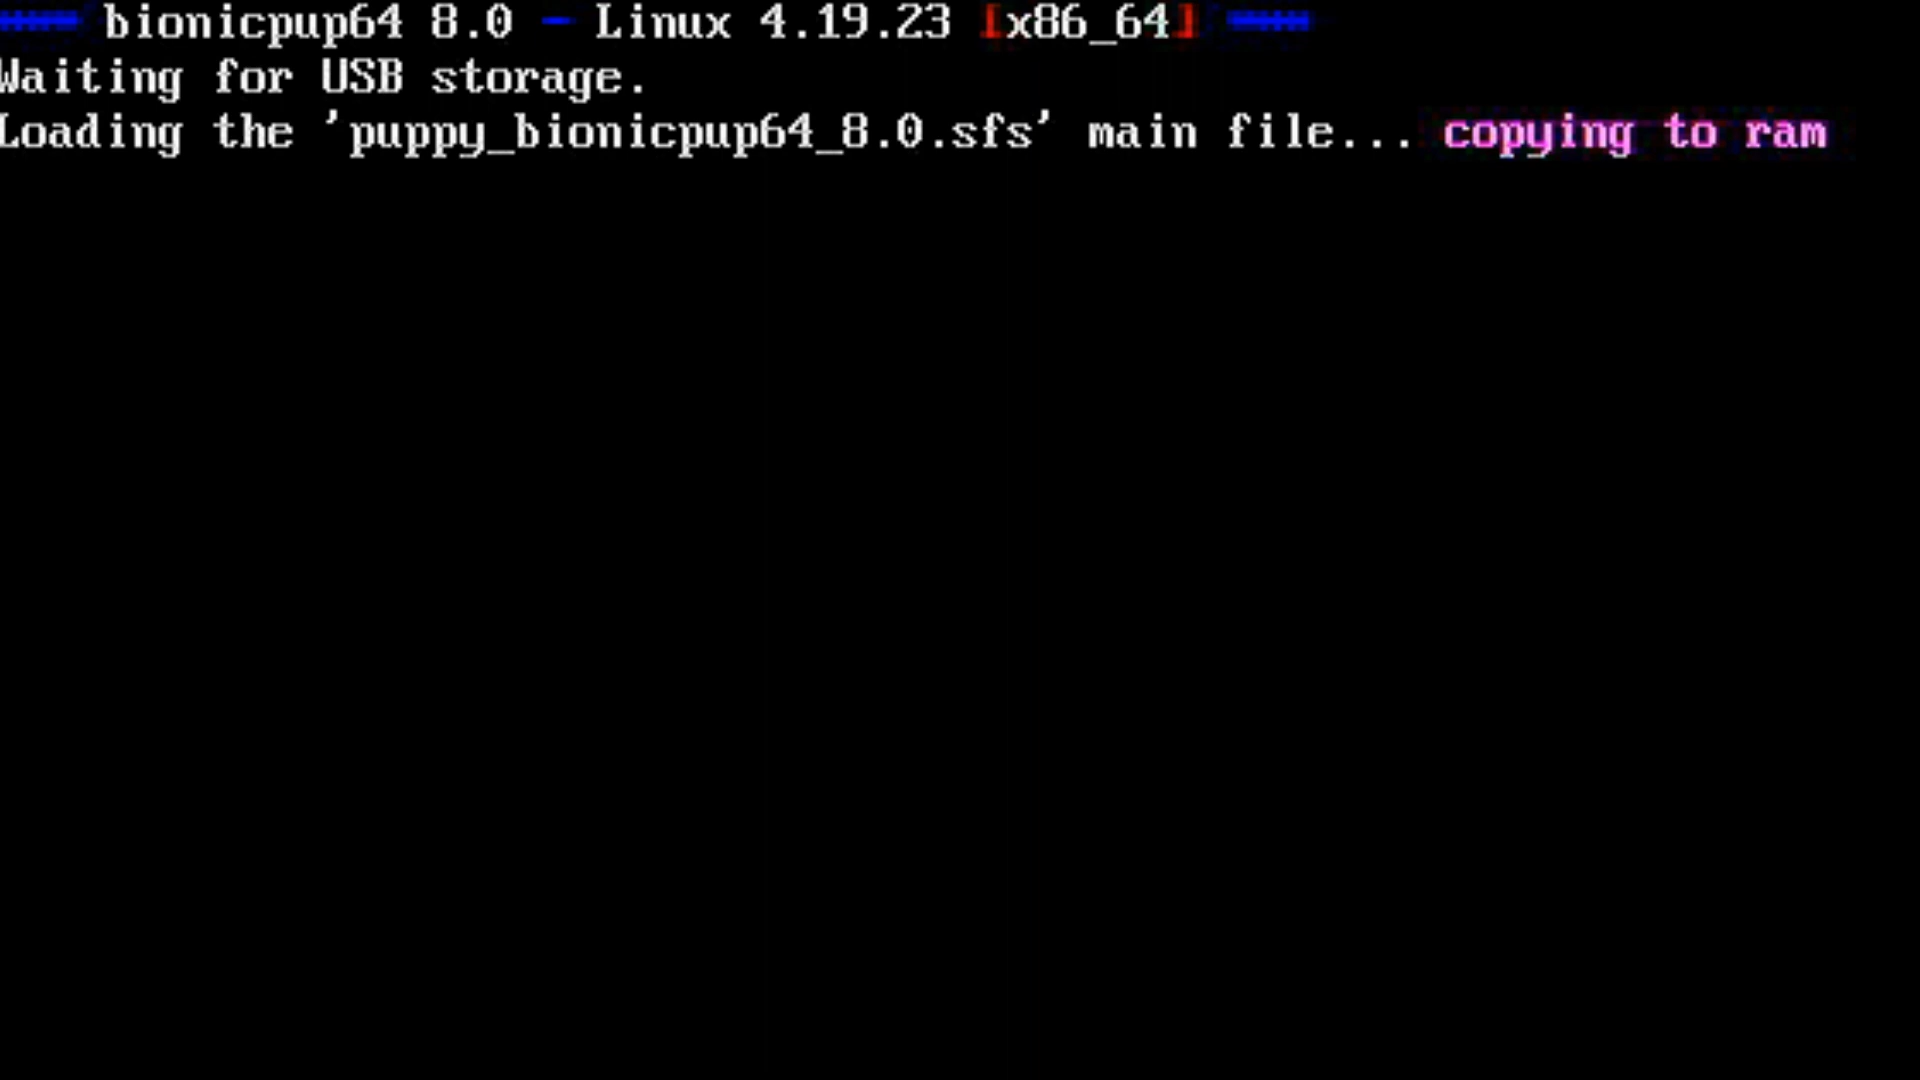 bionicpup64 8.0 - Linux 4.19.23 [x86_64]
Waiting for USB storage.
Loading the 'puppy_bionicpup64_8.0.sfs' main file... copying to ram